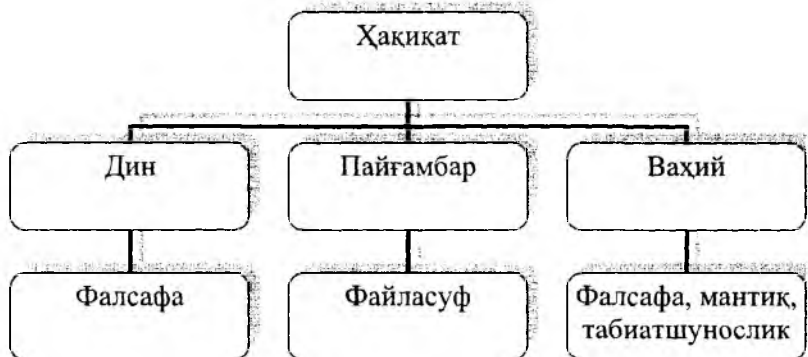 Ҳақиқат
Дин
Пайғамбар
Ваҳий
Фалсафа
Файласуф
Фалсафа, мантиқ,
табиатшунослик